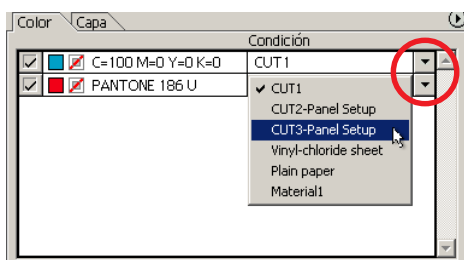 Color Capa
Condición
C=100 M=0 Y=0 K=0 CUT1
PANTONE 186 U
CUT1
CUT2-Panel Setup
CUT3-Panel Setup
Vinyl-chloride sheet
Plain paper
Material1